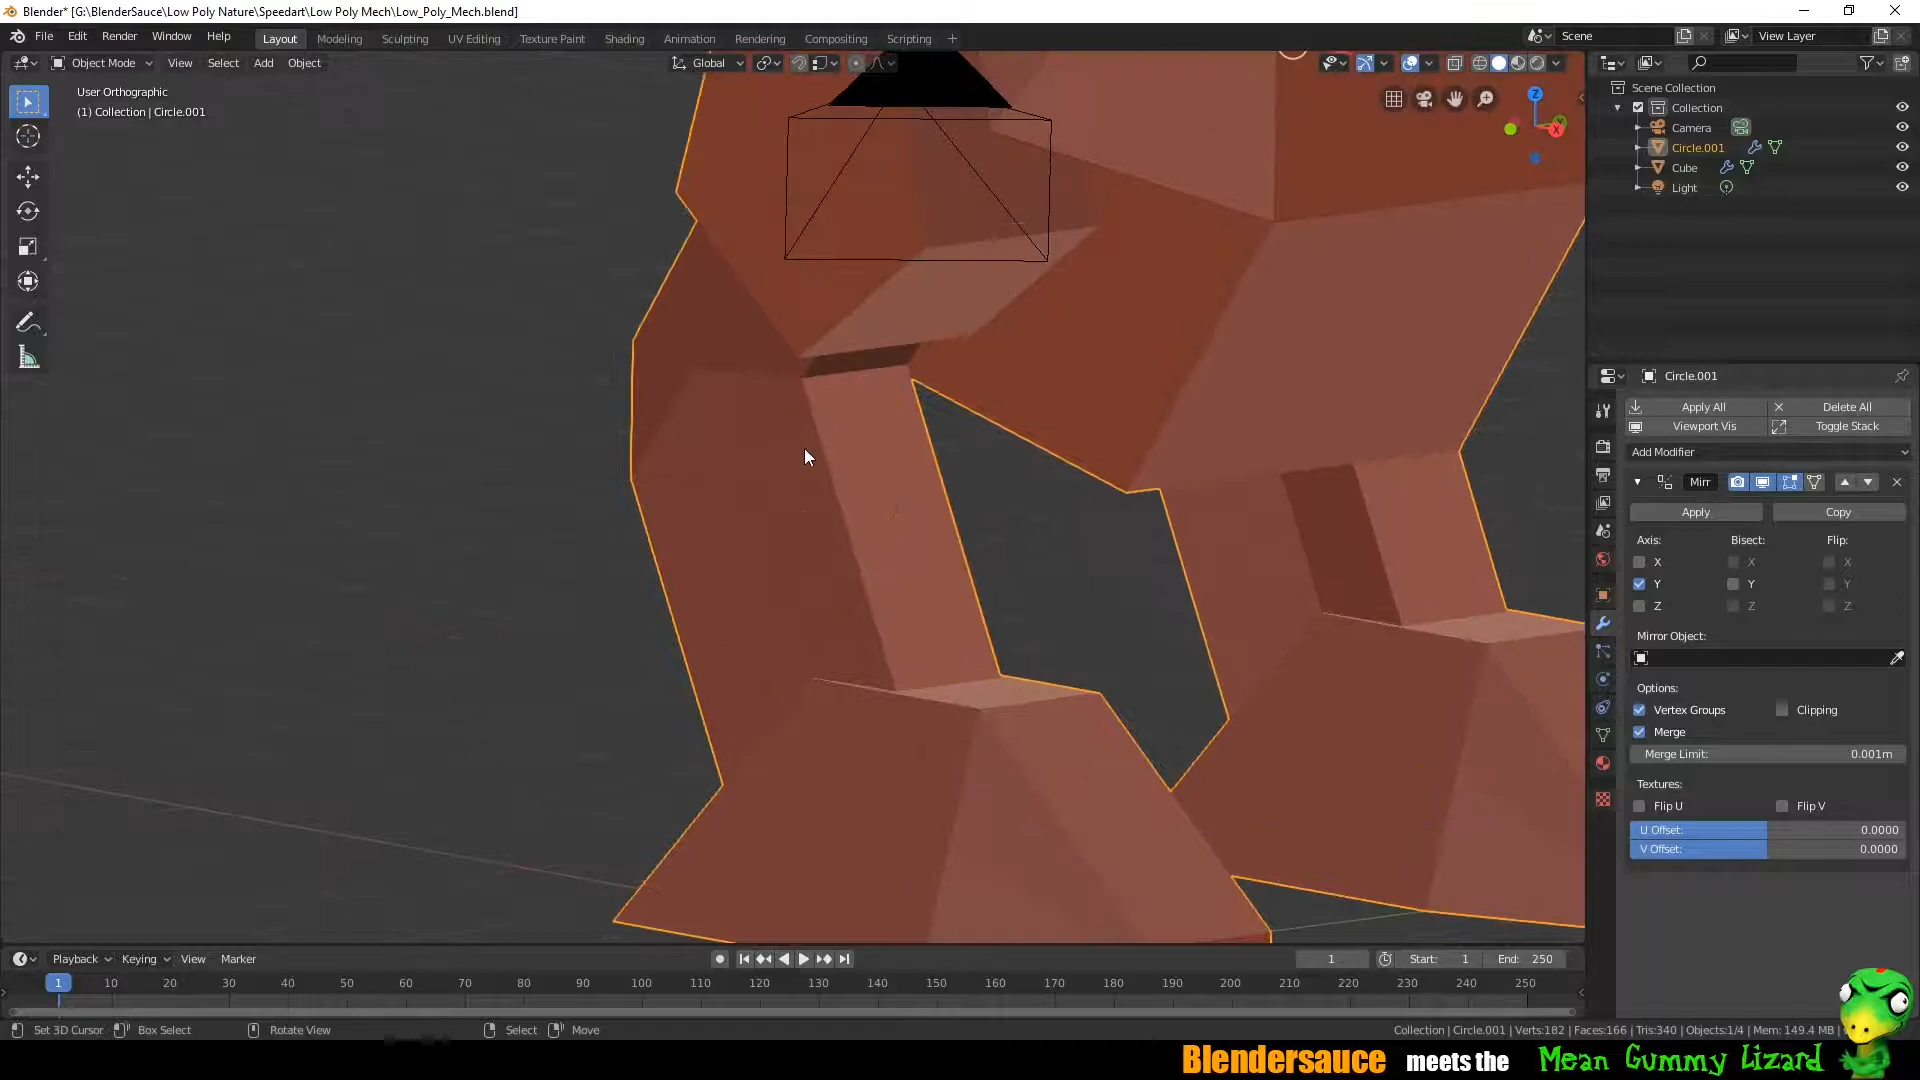 Blender* [G:\BlenderSauce\Low Poly Nature\Speedart\Low Poly Mech\Low_Poly_Mech.blend]
File Edit Render Window Help Layout Modeling Sculpting UV Editing Texture Paint Shading Animation Rendering Compositing Scripting + Scene View Layer
Object Mode View Select Add Object Global
User Orthographic
(1) Collection | Circle.001
Z
X
Scene Collection
Collection
Camera
Circle.001
Cube
Light
Circle.001
Apply All Delete All
Viewport Vis Toggle Stack
Add Modifier
Mirr
Apply Copy
Axis: Bisect: Flip:
X X X
Y Y Y
Z Z Z
Mirror Object:
Options:
Vertex Groups Clipping
Merge
Merge Limit: 0.001m
Textures:
Flip U Flip V
U Offset: 0.0000
V Offset: 0.0000
Playback Keying View Marker 1 Start: 1 End: 250
1 10 20 30 40 50 60 70 80 90 100 110 120 130 140 150 160 170 180 190 200 210 220 230 240 250
Set 3D Cursor Box Select Rotate View Select Move Collection | Circle.001 | Verts:182 | Faces:166 | Tris:340 | Objects:1/4 | Mem: 149.4 MB |
Blendersauce meets the Mean Gummy Lizard